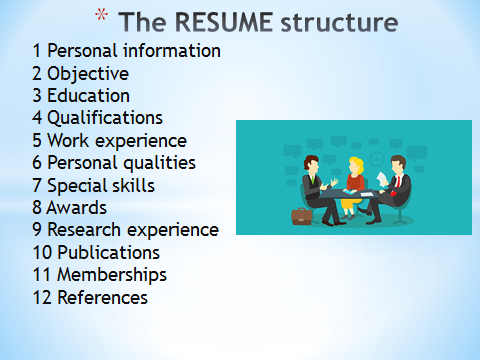 * The RESUME structure
1 Personal information
2 Objective
3 Education
4 Qualifications
5 Work experience
6 Personal qualities
7 Special skills
8 Awards
9 Research experience
10 Publications
11 Memberships
12 References